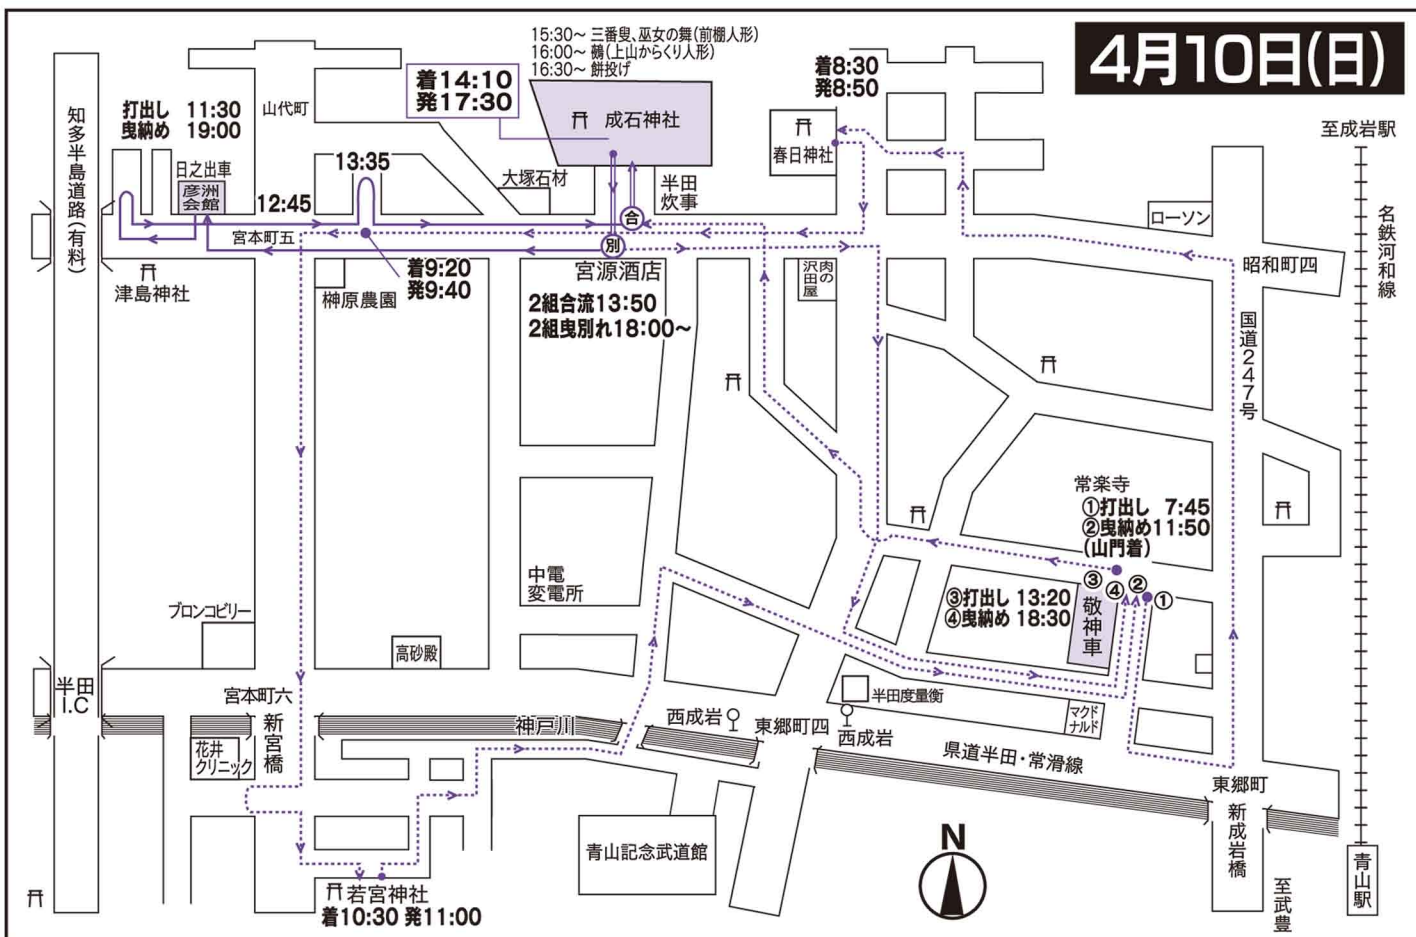 4月10日(日)
15:30～ 三番叟、巫女の舞(前棚人形)
16:00～ 鵺(上山からくり人形)
16:30～ 餅投げ
着14:10
発17:30
成石神社
着8:30
発8:50
春日神社
至成岩駅
知多半島道路(有料)
打出し 11:30
曳納め 19:00
山代町
日之出車
彦洲
会館
12:45
13:35
大塚石材
半田
炊事
合
別
ローソン
名鉄河和線
宮本町五
津島神社
着9:20
発9:40
榊原農園
宮源酒店
2組合流13:50
2組曳別れ18:00～
肉の
沢田屋
昭和町四
国道247号
常楽寺
①打出し 7:45
②曳納め11:50
(山門着)
③打出し 13:20
④曳納め 18:30
③
④
②
①
敬神車
中電
変電所
ブロンコビリー
高砂殿
半田
I.C
宮本町六
新宮橋
神戸川
花井
クリニック
西成岩
東郷町四
西成岩
半田度量衡
マクド
ナルド
県道半田・常滑線
東郷町
新成岩橋
青山記念武道館
若宮神社
着10:30 発11:00
N
至武豊
青山駅